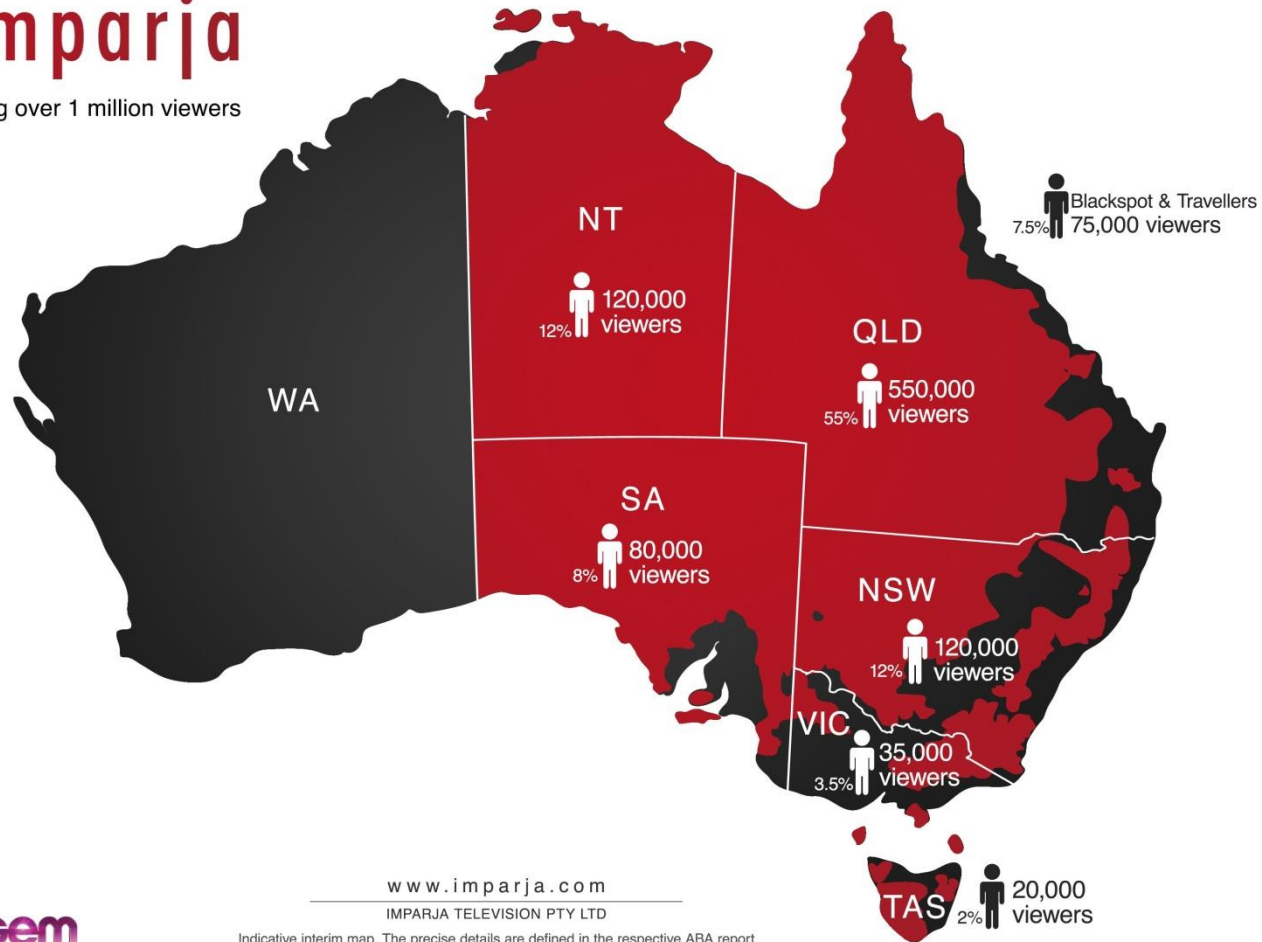 mparja
g over 1 million viewers
NT
12%
120,000
viewers
Blackspot & Travellers
7.5%
75,000 viewers
QLD
55%
550,000
viewers
WA
SA
8%
80,000
viewers
NSW
12%
120,000
viewers
VIC
3.5%
35,000
viewers
TAS
2%
20,000
viewers
www.imparja.com
IMPARJA TELEVISION PTY LTD
Indicative interim map. The precise details are defined in the respective ABA report
gem